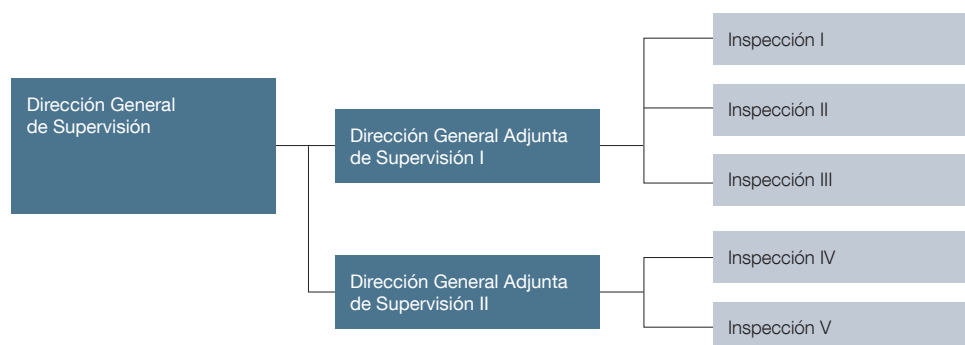 Dirección General
de Supervisión
Dirección General Adjunta
de Supervisión I
Inspección I
Inspección II
Inspección III
Dirección General Adjunta
de Supervisión II
Inspección IV
Inspección V